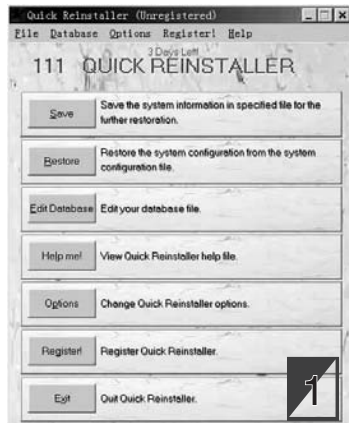 Quick Reinstaller (Unregistered)
File Database Options Register! Help
3 Days Left!
111 QUICK REINSTALLER
Save
Save the system information in specified file for the
further restoration.
Restore
Restore the system configuration from the system
configuration file.
Edit Database
Edit your database file.
Help me!
View Quick Reinstaller help file.
Options
Change Quick Reinstaller options.
Register!
Register Quick Reinstaller.
Exit
Quit Quick Reinstaller.
1